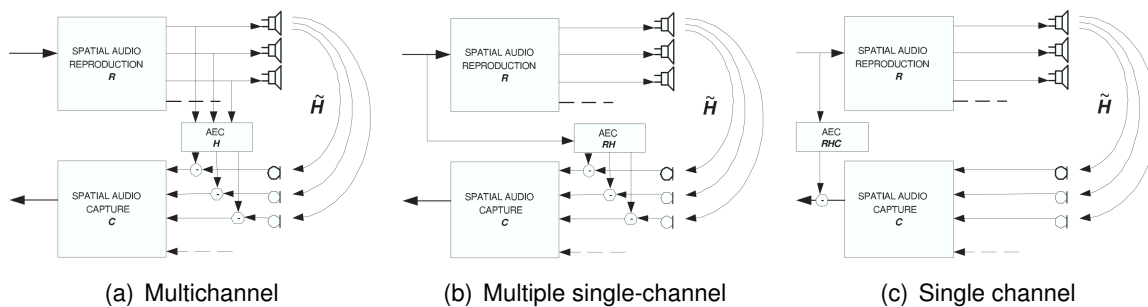 SPATIAL AUDIO
REPRODUCTION
R
H̃
AEC
H
-
-
-
SPATIAL AUDIO
CAPTURE
C
(a) Multichannel
SPATIAL AUDIO
REPRODUCTION
R
H̃
AEC
RH
-
-
-
SPATIAL AUDIO
CAPTURE
C
(b) Multiple single-channel
SPATIAL AUDIO
REPRODUCTION
R
H̃
AEC
RHC
-
SPATIAL AUDIO
CAPTURE
C
(c) Single channel